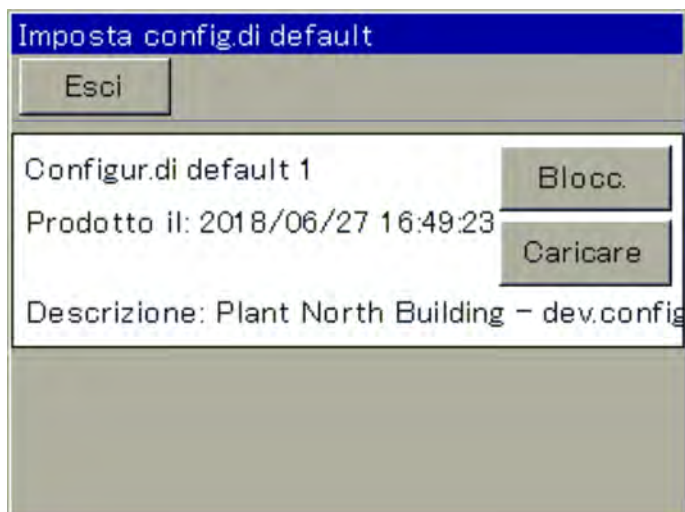 Imposta config.di default
Esci
Configur.di default 1
Blocc.
Prodotto il: 2018/06/27 16:49:23
Caricare
Descrizione: Plant North Building - dev.config